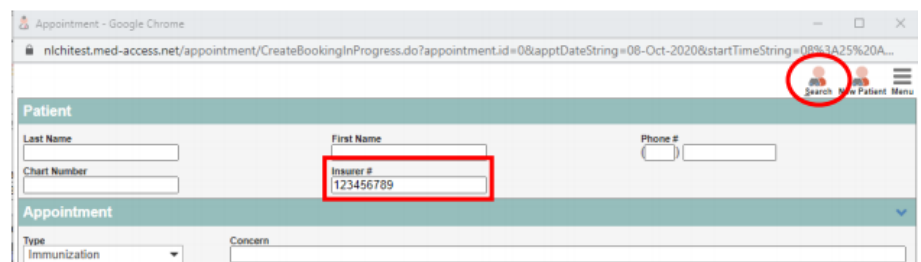 Appointment - Google Chrome
nlchitest.med-access.net/appointment/CreateBookingInProgress.do?appointment.id=0&apptDateString=08-Oct-2020&startTimeString=08%3A25%20A...
Search New Patient Menu
Patient
Last Name First Name Phone #
( )
Chart Number Insurer #
123456789
Appointment
Type Concern
Immunization